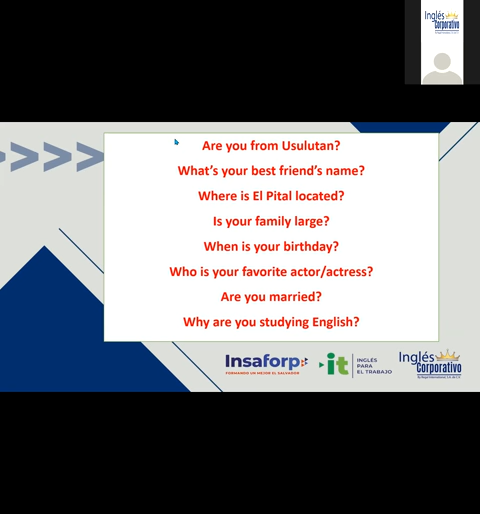 Inglés
Corporativo
Are you from Usulutan?
What's your best friend's name?
Where is El Pital located?
Is your family large?
When is your birthday?
Who is your favorite actor/actress?
Are you married?
Why are you studying English?
Insaforp
FORMANDO UN MEJOR EL SALVADOR
it
INGLÉS
PARA
EL TRABAJO
Inglés
Corporativo